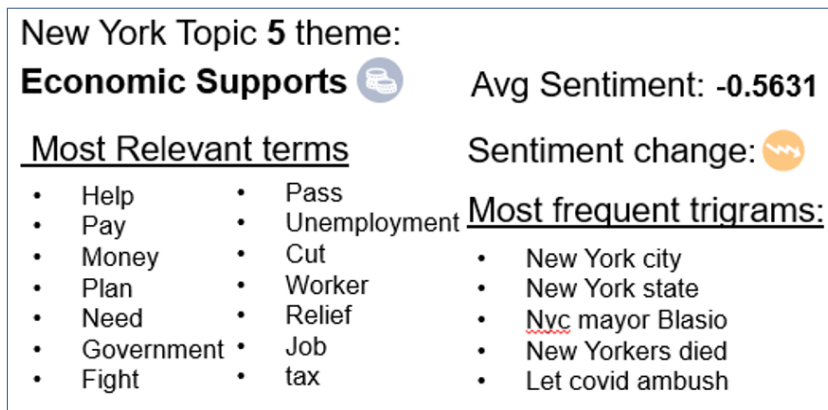 New York Topic 5 theme:
Economic Supports
Avg Sentiment: -0.5631
Sentiment change:
Most Relevant terms
• Help
• Pay
• Money
• Plan
• Need
• Government
• Fight
• Pass
• Unemployment
• Cut
• Worker
• Relief
• Job
• tax
Most frequent trigrams:
• New York city
• New York state
• Nyc mayor Blasio
• New Yorkers died
• Let covid ambush